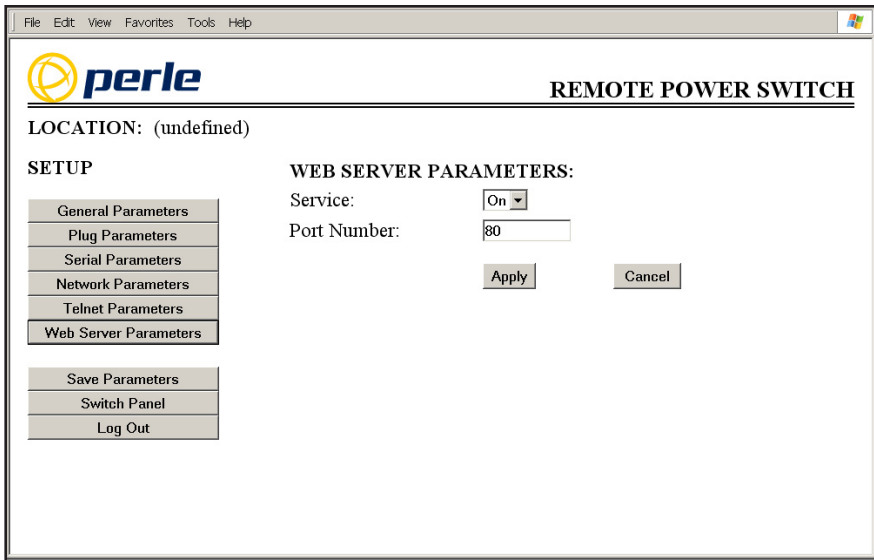 File Edit View Favorites Tools Help
perle
REMOTE POWER SWITCH
LOCATION: (undefined)
SETUP
General Parameters
Plug Parameters
Serial Parameters
Network Parameters
Telnet Parameters
Web Server Parameters
Save Parameters
Switch Panel
Log Out
WEB SERVER PARAMETERS:
Service: On
Port Number: 80
Apply Cancel